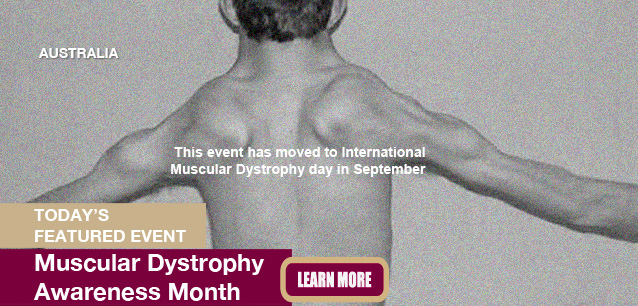 AUSTRALIA
This event has moved to International
Muscular Dystrophy day in September
TODAY'S
FEATURED EVENT
Muscular Dystrophy
Awareness Month
LEARN MORE